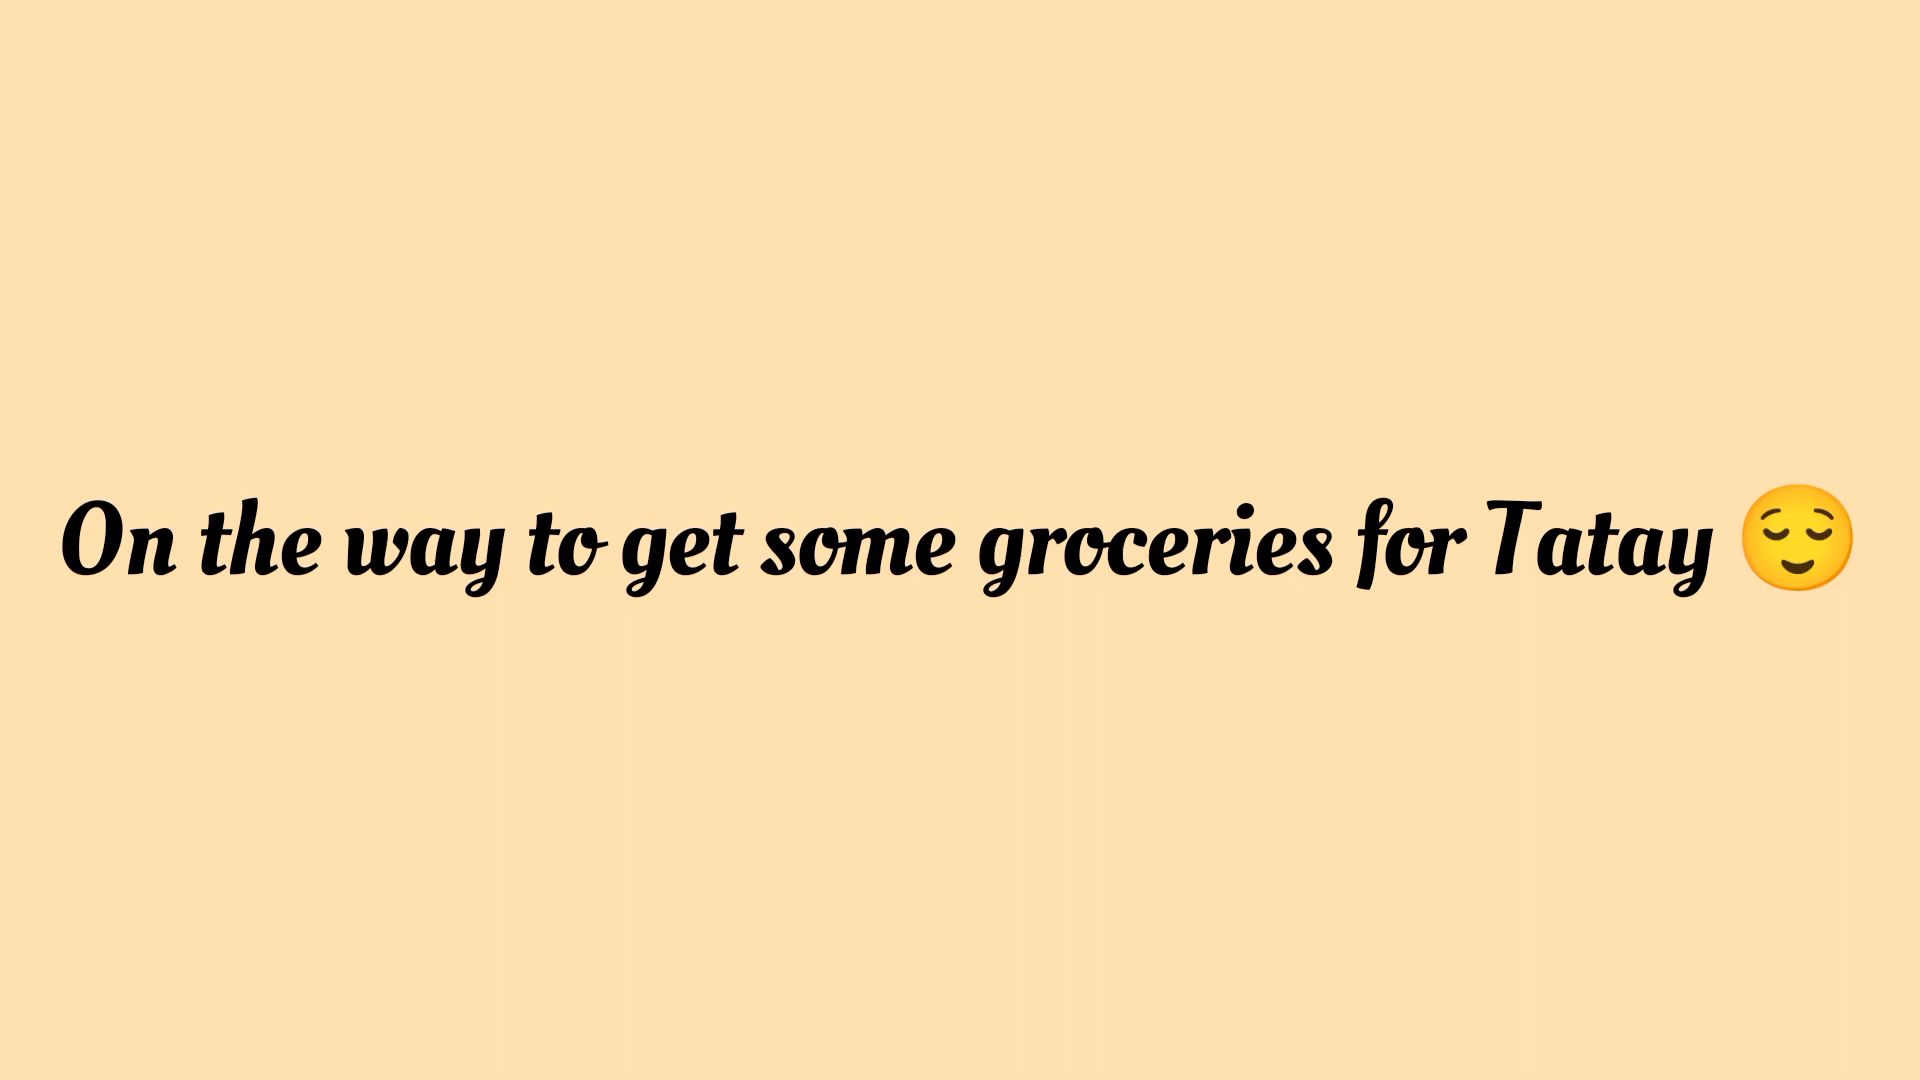 On the way to get some groceries for Tatay 😌